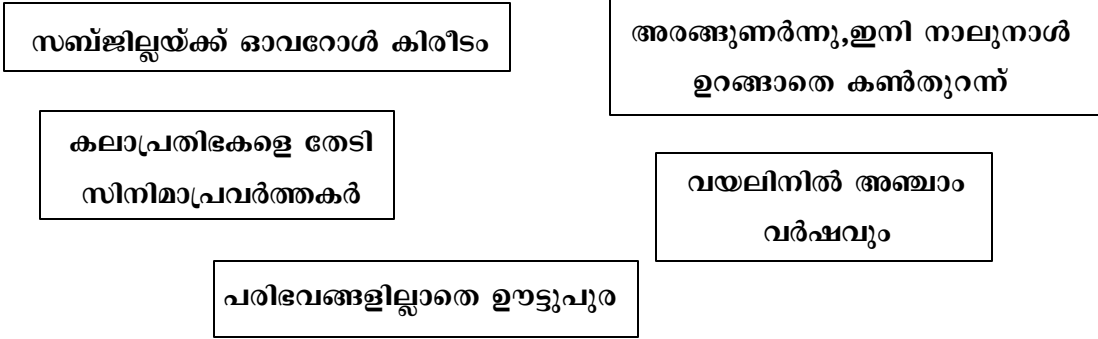 സബ്ജില്ലയ്ക്ക് ഓവറോൾ കിരീടം
അരങ്ങുണർന്നു,ഇനി നാലുനാൾ
ഉറങ്ങാതെ കൺതുറന്ന്
കലാപ്രതിഭകളെ തേടി
സിനിമാപ്രവർത്തകർ
വയലിനിൽ അഞ്ചാം
വർഷവും
പരിഭവങ്ങളില്ലാതെ ഊട്ടുപുര